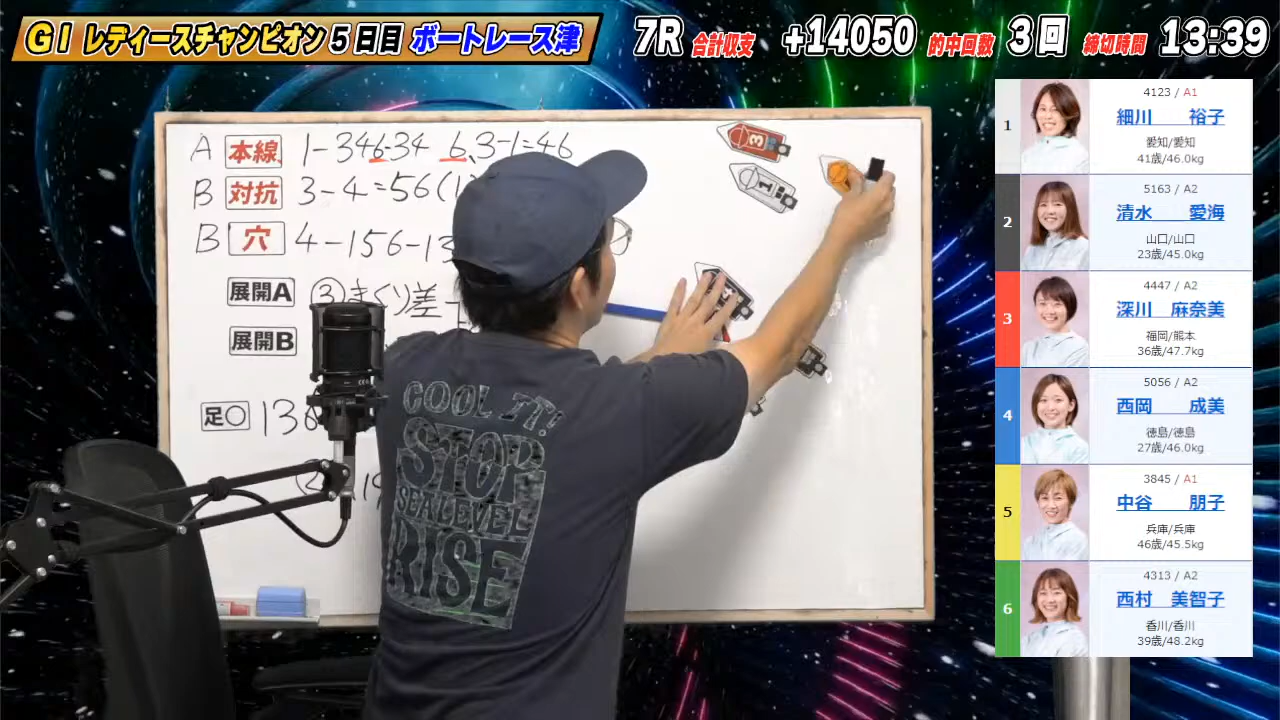 GI レディースチャンピオン 5日目 ボートレース津
7R 合計収支 +14050 的中回数 3回 締切時間 13:39
A 本線 1-346-34 6,3-1=46
B 対抗 3-4=56(1
B 穴 4-156-13
展開A ③まくり差
展開B
足○ 136
COOL IT!
STOP
SEA LEVEL
RISE
1
4123 / A1
細川 裕子
愛知/愛知
41歳/46.0kg
2
5163 / A2
清水 愛海
山口/山口
23歳/45.0kg
3
4447 / A2
深川 麻奈美
福岡/熊本
36歳/47.7kg
4
5056 / A2
西岡 成美
徳島/徳島
27歳/46.0kg
5
3845 / A1
中谷 朋子
兵庫/兵庫
46歳/45.5kg
6
4313 / A2
西村 美智子
香川/香川
39歳/48.2kg